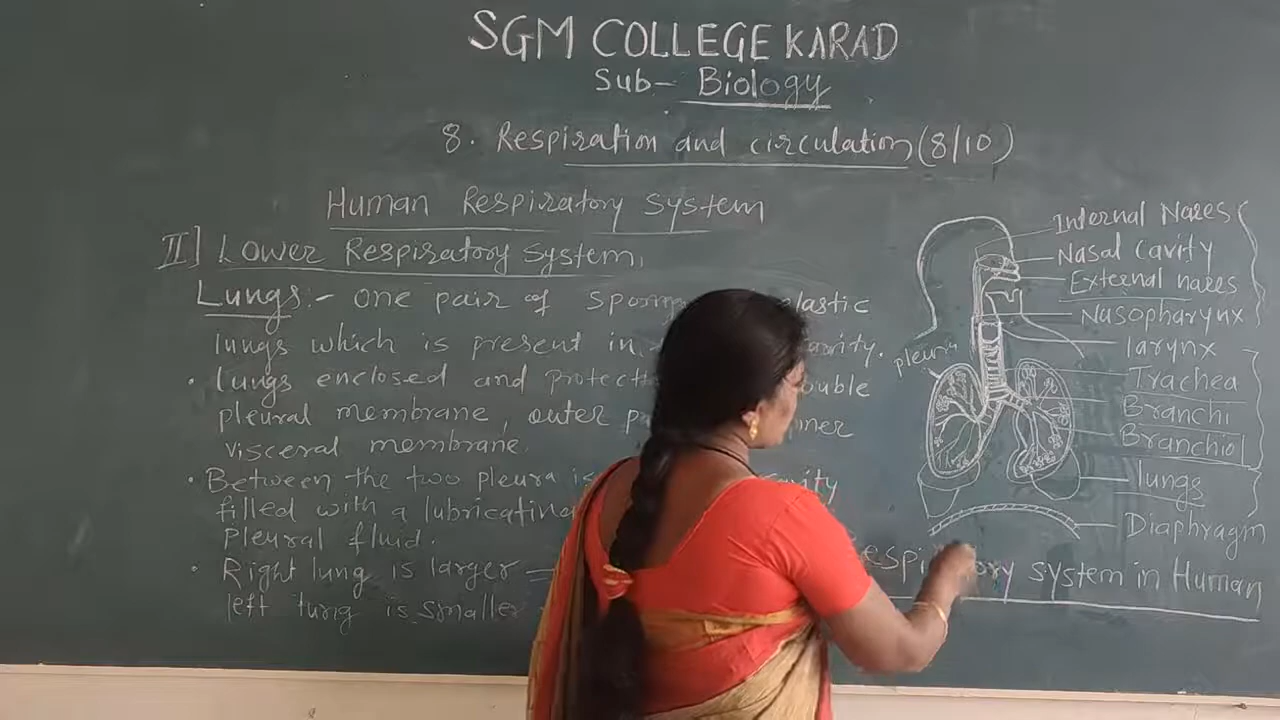 SGM COLLEGE KARAD
Sub- Biology
8. Respiration and circulation (8/10)
Human Respiratory System
II] Lower Respiratory System.
Lungs:- one pair of lastic
lungs which is present in
• lungs enclosed and protect
pleural membrane, outer
visceral membrane.
• Between the two pleura is
filled with a lubricating
Pleural fluid.
• Right lung is larger =
left lung is smaller
Internal Nares
Nasal Cavity
External nares
Nasopharynx
larynx
pleura
Trachea
Branchi
Branchiol
lungs
Diaphragm
system in Human